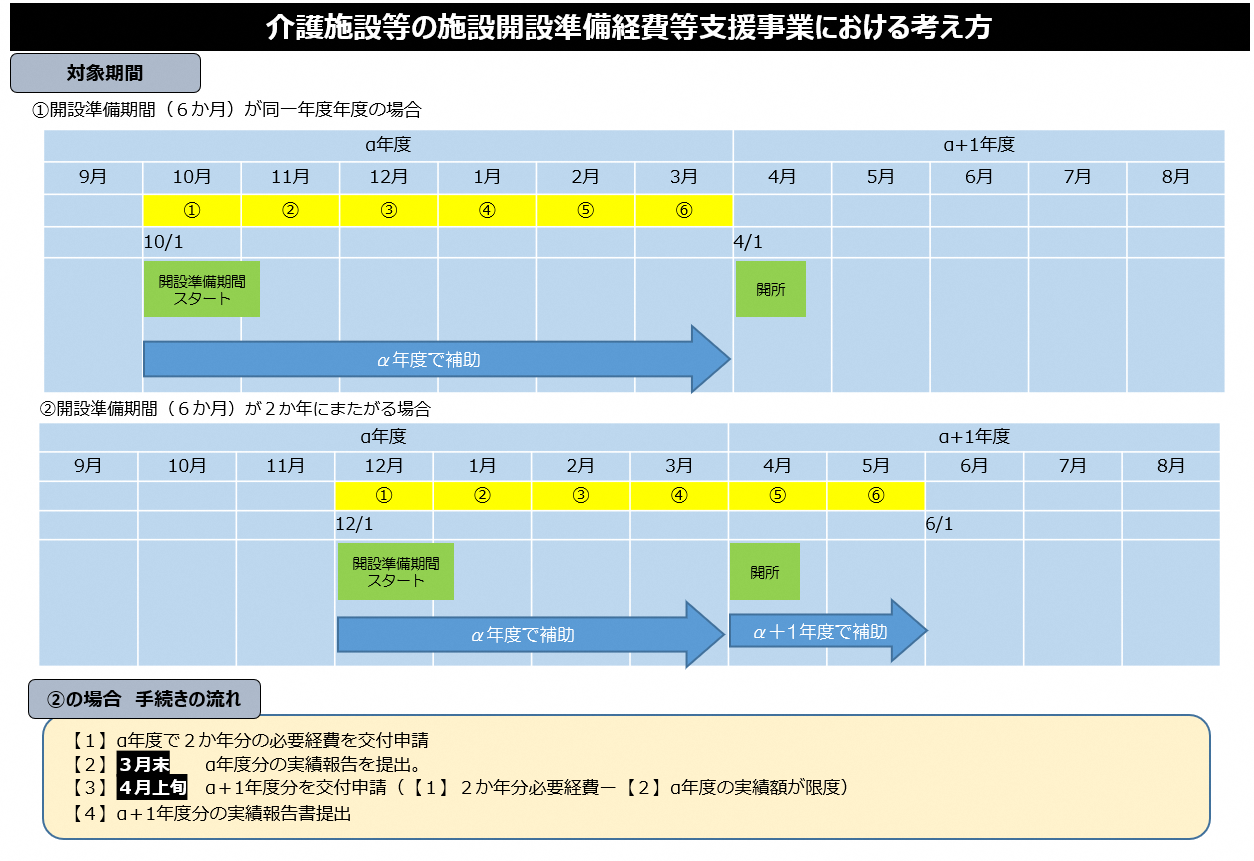 介護施設等の施設開設準備経費等支援事業における考え方
対象期間
①開設準備期間（６か月）が同一年度年度の場合
α年度 α+1年度
9月 10月 11月 12月 1月 2月 3月 4月 5月 6月 7月 8月
① ② ③ ④ ⑤ ⑥
10/1 4/1
開設準備期間
スタート
開所
α年度で補助
②開設準備期間（６か月）が２か年にまたがる場合
α年度 α+1年度
9月 10月 11月 12月 1月 2月 3月 4月 5月 6月 7月 8月
① ② ③ ④ ⑤ ⑥
12/1 6/1
開設準備期間
スタート
開所
α年度で補助
α＋１年度で補助
②の場合　手続きの流れ
【１】α年度で２か年分の必要経費を交付申請
【２】３月末　α年度分の実績報告を提出。
【３】４月上旬　α＋1年度分を交付申請（【１】２か年分必要経費ー【２】α年度の実績額が限度）
【４】α＋1年度分の実績報告書提出